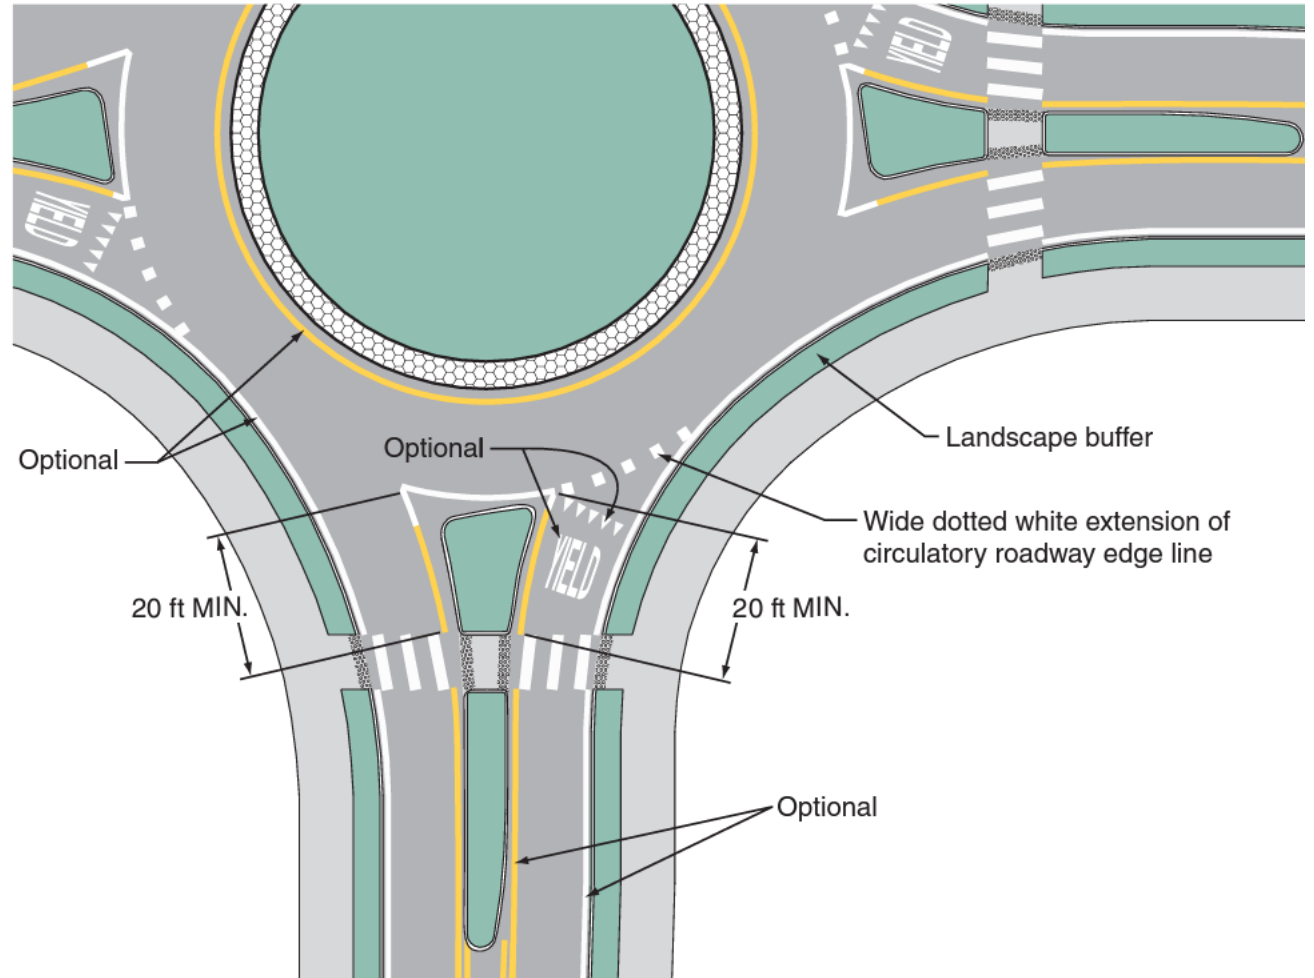 YIELD
YIELD
Optional
Optional
Landscape buffer
Wide dotted white extension of
circulatory roadway edge line
YIELD
20 ft MIN.
20 ft MIN.
Optional